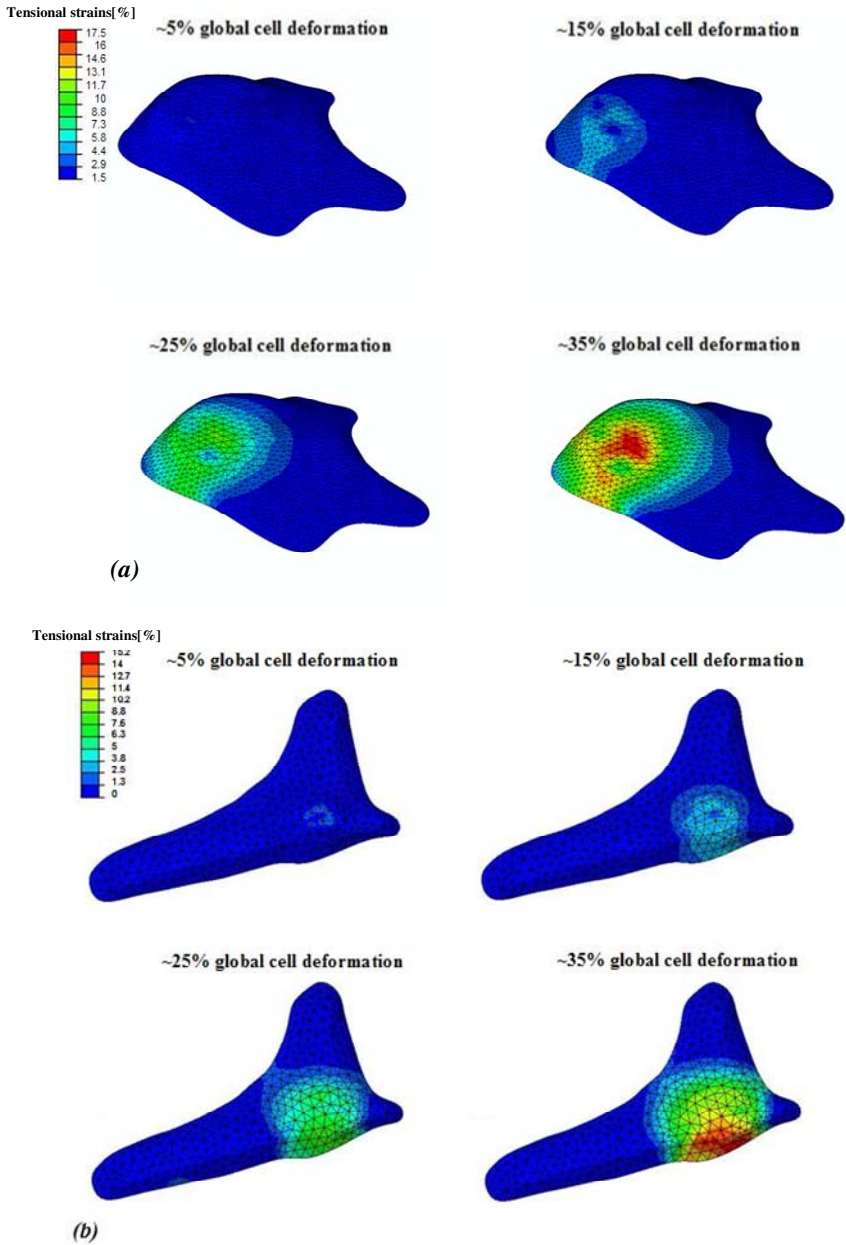 Tensional strains[%]
17.5
16
14.6
13.1
11.7
10
8.8
7.3
5.8
4.4
2.9
1.5
~5% global cell deformation
~15% global cell deformation
~25% global cell deformation
~35% global cell deformation
(a)
Tensional strains[%]
15.2
14
12.7
11.4
10.2
8.8
7.6
6.3
5
3.8
2.5
1.3
0
~5% global cell deformation
~15% global cell deformation
~25% global cell deformation
~35% global cell deformation
(b)